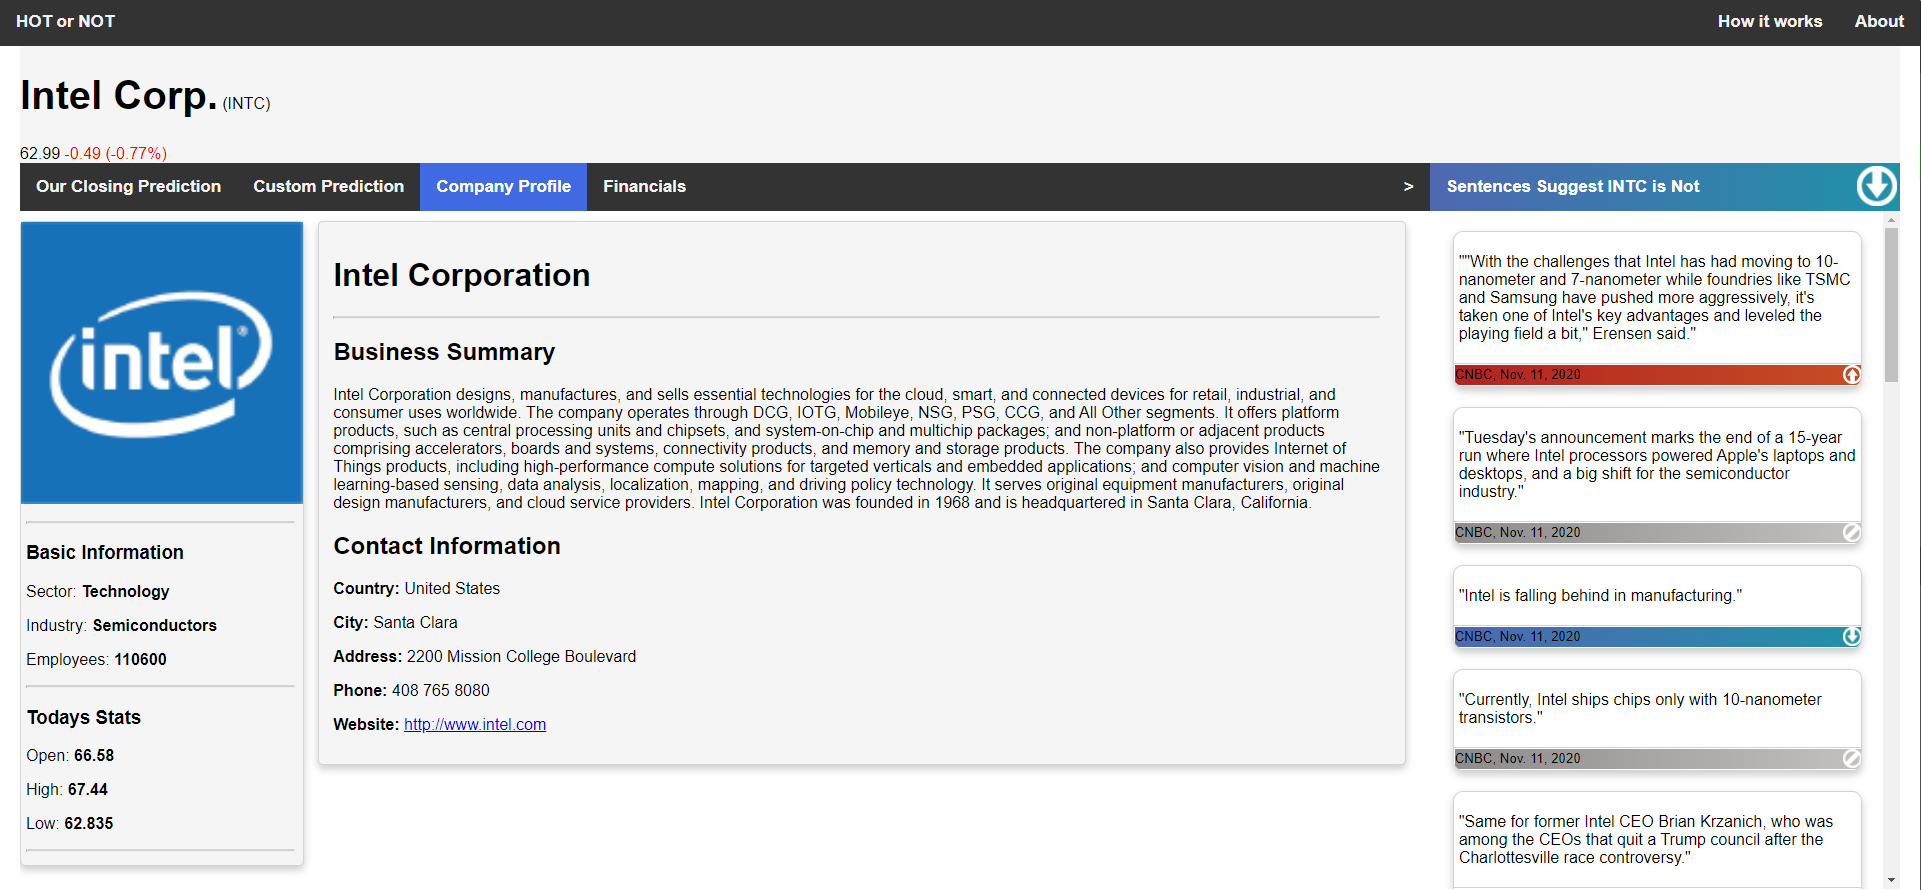 HOT or NOT
How it works
About
Intel Corp. (INTC)
62.99 -0.49 (-0.77%)
Our Closing Prediction
Custom Prediction
Company Profile
Financials
>
Sentences Suggest INTC is Not
intel®
Basic Information
Sector: Technology
Industry: Semiconductors
Employees: 110600
Todays Stats
Open: 66.58
High: 67.44
Low: 62.835
Intel Corporation
Business Summary
Intel Corporation designs, manufactures, and sells essential technologies for the cloud, smart, and connected devices for retail, industrial, and
consumer uses worldwide. The company operates through DCG, IOTG, Mobileye, NSG, PSG, CCG, and All Other segments. It offers platform
products, such as central processing units and chipsets, and system-on-chip and multichip packages; and non-platform or adjacent products
comprising accelerators, boards and systems, connectivity products, and memory and storage products. The company also provides Internet of
Things products, including high-performance compute solutions for targeted verticals and embedded applications; and computer vision and machine
learning-based sensing, data analysis, localization, mapping, and driving policy technology. It serves original equipment manufacturers, original
design manufacturers, and cloud service providers. Intel Corporation was founded in 1968 and is headquartered in Santa Clara, California.
Contact Information
Country: United States
City: Santa Clara
Address: 2200 Mission College Boulevard
Phone: 408 765 8080
Website: http://www.intel.com
""With the challenges that Intel has had moving to 10-
nanometer and 7-nanometer while foundries like TSMC
and Samsung have pushed more aggressively, it's
taken one of Intel's key advantages and leveled the
playing field a bit," Erensen said."
CNBC, Nov. 11, 2020
"Tuesday's announcement marks the end of a 15-year
run where Intel processors powered Apple's laptops and
desktops, and a big shift for the semiconductor
industry."
CNBC, Nov. 11, 2020
"Intel is falling behind in manufacturing."
CNBC, Nov. 11, 2020
"Currently, Intel ships chips only with 10-nanometer
transistors."
CNBC, Nov. 11, 2020
"Same for former Intel CEO Brian Krzanich, who was
among the CEOs that quit a Trump council after the
Charlottesville race controversy."